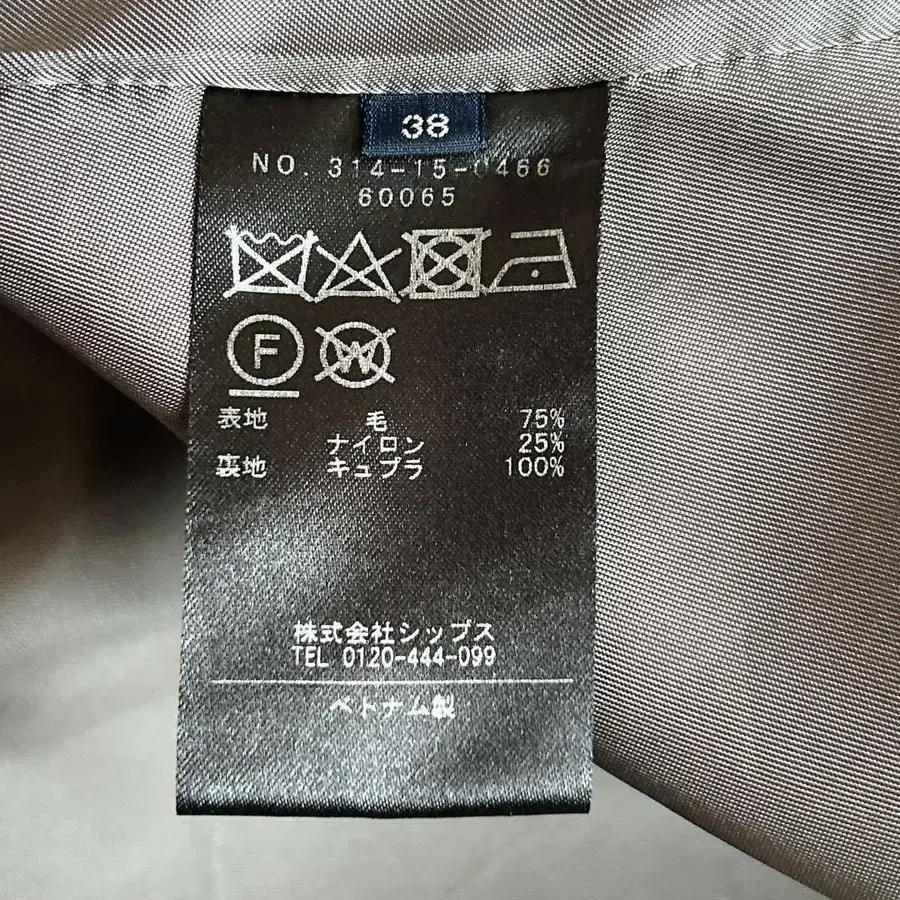 38
NO. 314-15-0466
60065
F
W
表地 毛 75%
ナイロン 25%
裏地 キュプラ 100%
株式会社シップス
TEL 0120-444-099
ベトナム製